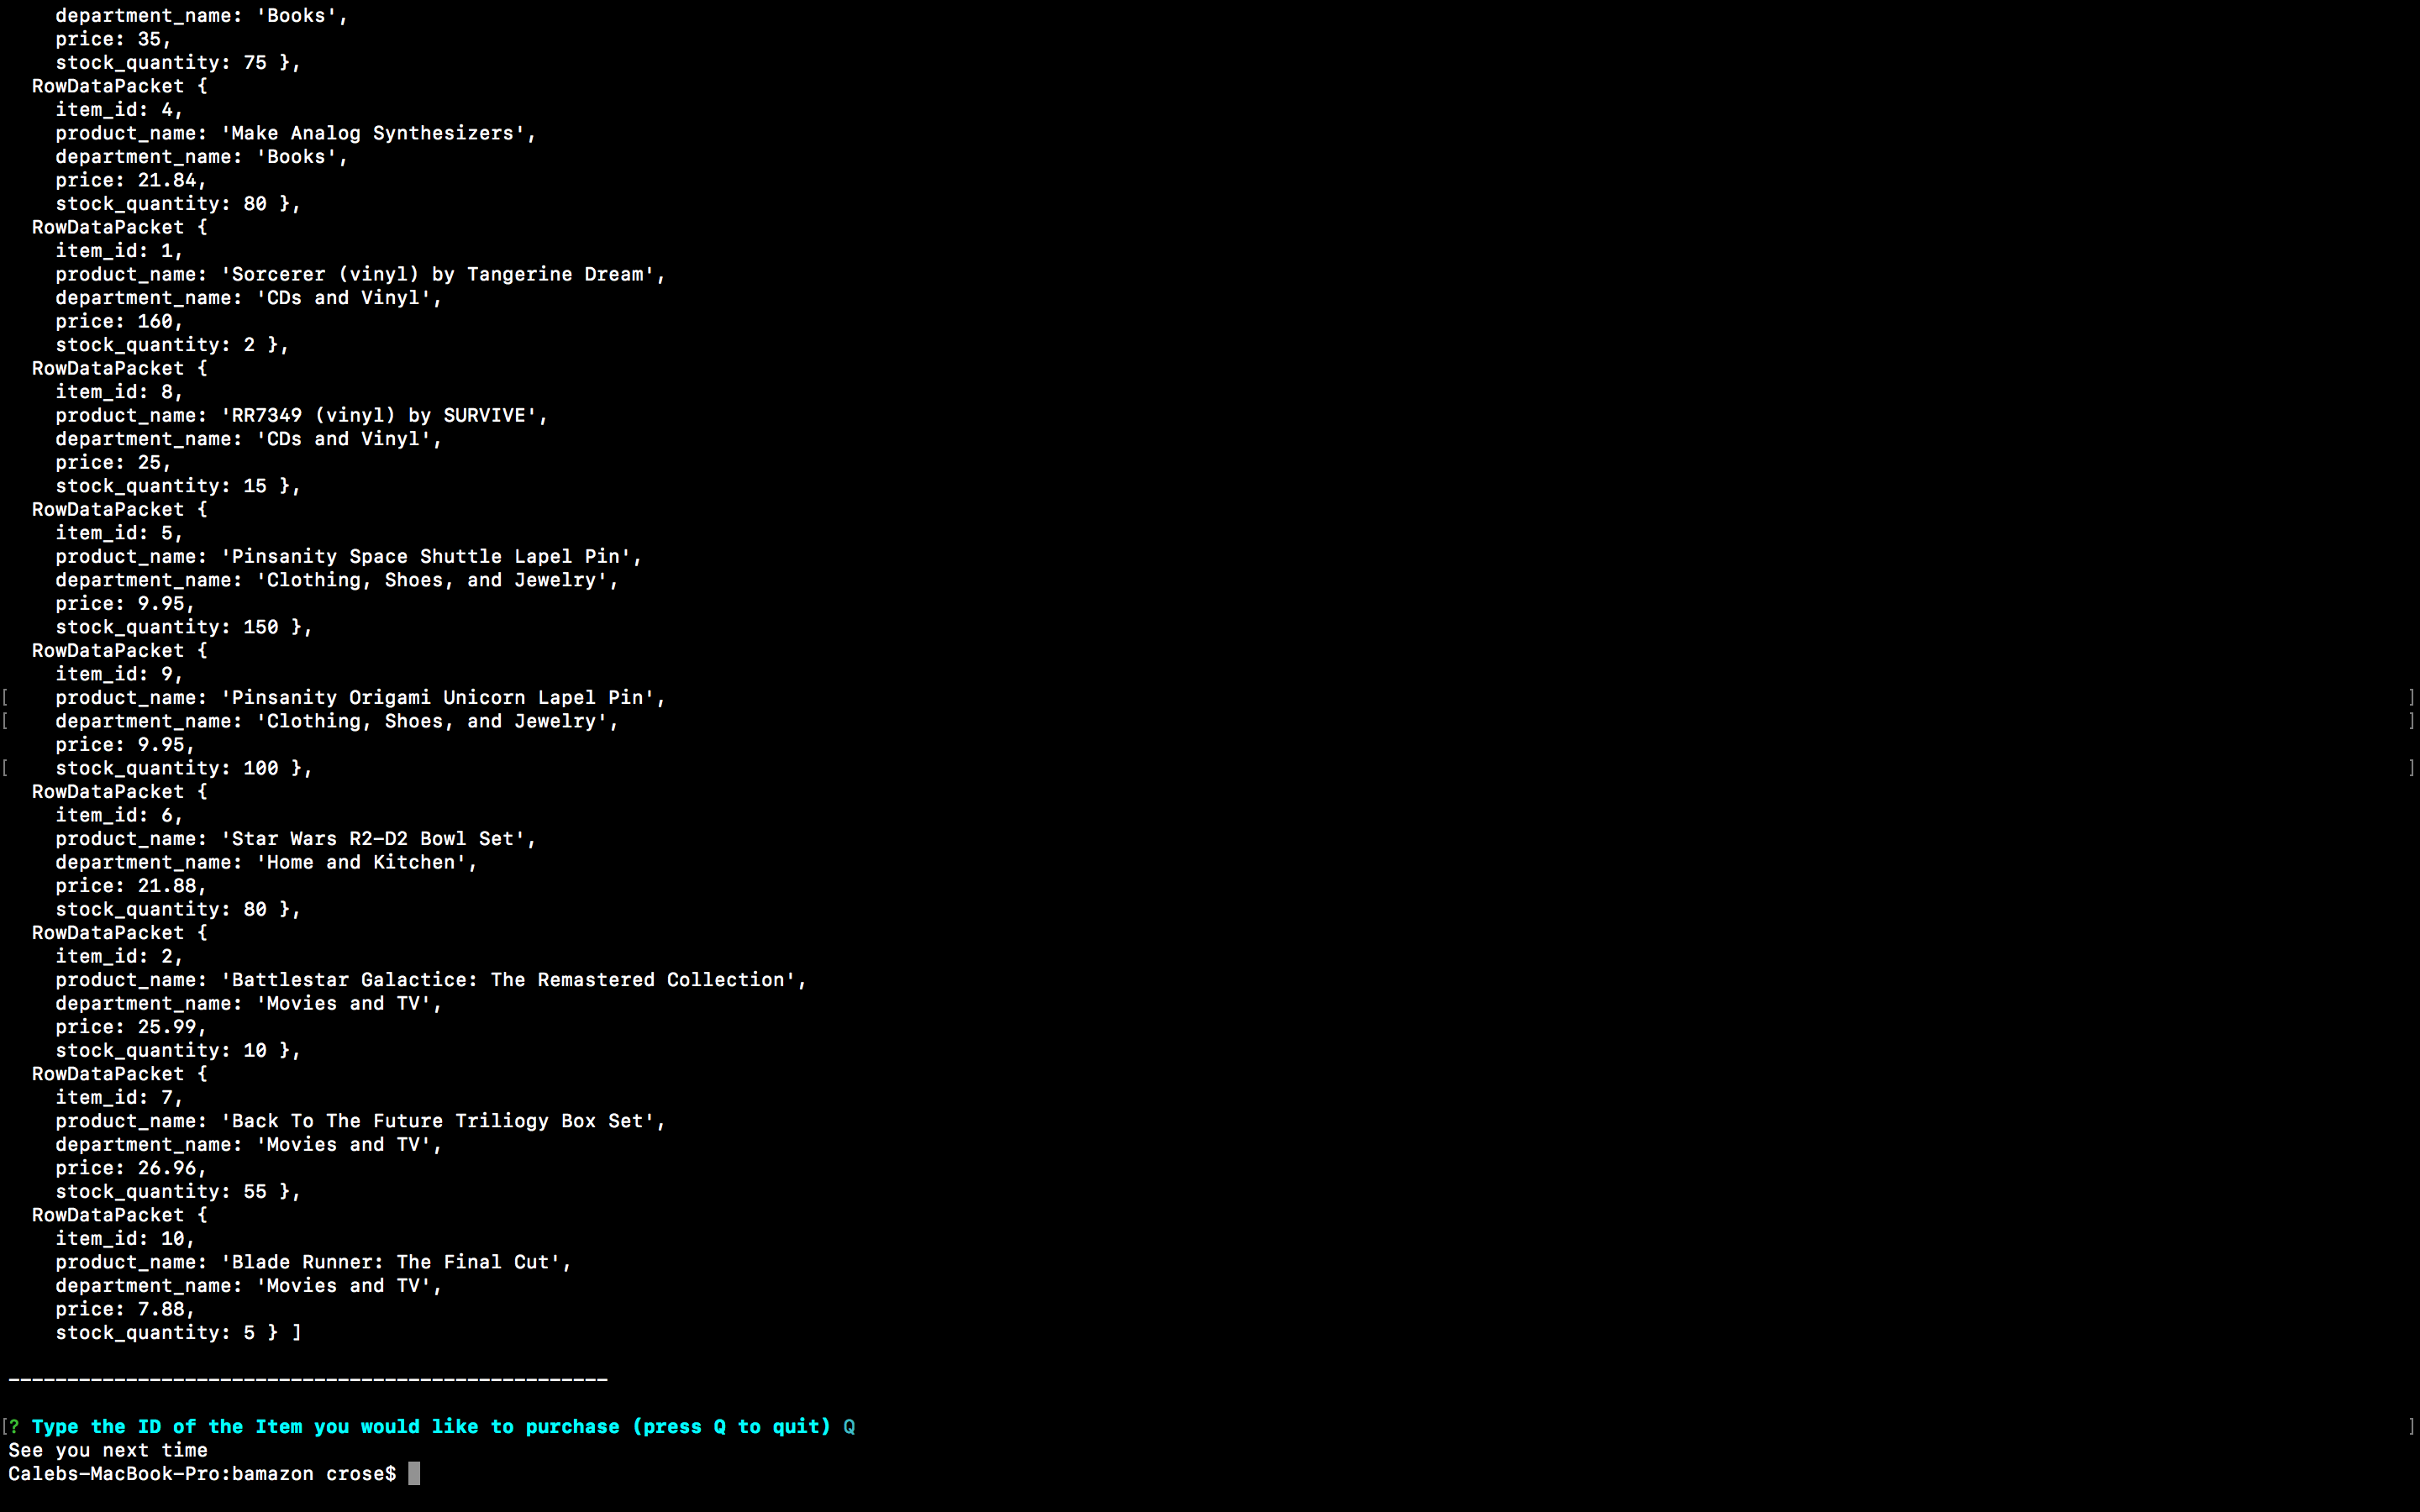 department_name: 'Books',
price: 35,
stock_quantity: 75 },
RowDataPacket {
item_id: 4,
product_name: 'Make Analog Synthesizers',
department_name: 'Books',
price: 21.84,
stock_quantity: 80 },
RowDataPacket {
item_id: 1,
product_name: 'Sorcerer (vinyl) by Tangerine Dream',
department_name: 'CDs and Vinyl',
price: 160,
stock_quantity: 2 },
RowDataPacket {
item_id: 8,
product_name: 'RR7349 (vinyl) by SURVIVE',
department_name: 'CDs and Vinyl',
price: 25,
stock_quantity: 15 },
RowDataPacket {
item_id: 5,
product_name: 'Pinsanity Space Shuttle Lapel Pin',
department_name: 'Clothing, Shoes, and Jewelry',
price: 9.95,
stock_quantity: 150 },
RowDataPacket {
item_id: 9,
[ product_name: 'Pinsanity Origami Unicorn Lapel Pin', ]
[ department_name: 'Clothing, Shoes, and Jewelry', ]
price: 9.95,
[ stock_quantity: 100 }, ]
RowDataPacket {
item_id: 6,
product_name: 'Star Wars R2-D2 Bowl Set',
department_name: 'Home and Kitchen',
price: 21.88,
stock_quantity: 80 },
RowDataPacket {
item_id: 2,
product_name: 'Battlestar Galactice: The Remastered Collection',
department_name: 'Movies and TV',
price: 25.99,
stock_quantity: 10 },
RowDataPacket {
item_id: 7,
product_name: 'Back To The Future Triliogy Box Set',
department_name: 'Movies and TV',
price: 26.96,
stock_quantity: 55 },
RowDataPacket {
item_id: 10,
product_name: 'Blade Runner: The Final Cut',
department_name: 'Movies and TV',
price: 7.88,
stock_quantity: 5 } ]
---------------------------------------------------
[? Type the ID of the Item you would like to purchase (press Q to quit) Q ]
See you next time
Calebs-MacBook-Pro:bamazon crose$